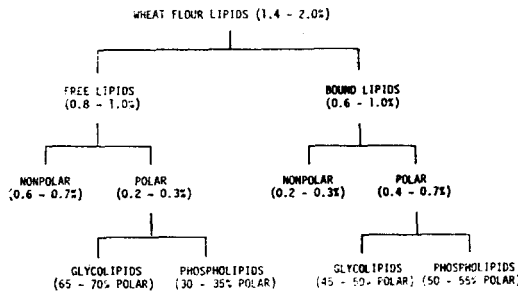 WHEAT FLOUR LIPIDS (1.4 - 2.0%)
FREE LIPIDS
(0.8 - 1.0%)
BOUND LIPIDS
(0.6 - 1.0%)
NONPOLAR
(0.6 - 0.7%)
POLAR
(0.2 - 0.3%)
NONPOLAR
(0.2 - 0.3%)
POLAR
(0.4 - 0.7%)
GLYCOLIPIDS
(65 - 70% POLAR)
PHOSPHOLIPIDS
(30 - 35% POLAR)
GLYCOLIPIDS
(45 - 50% POLAR)
PHOSPHOLIPIDS
(50 - 55% POLAR)